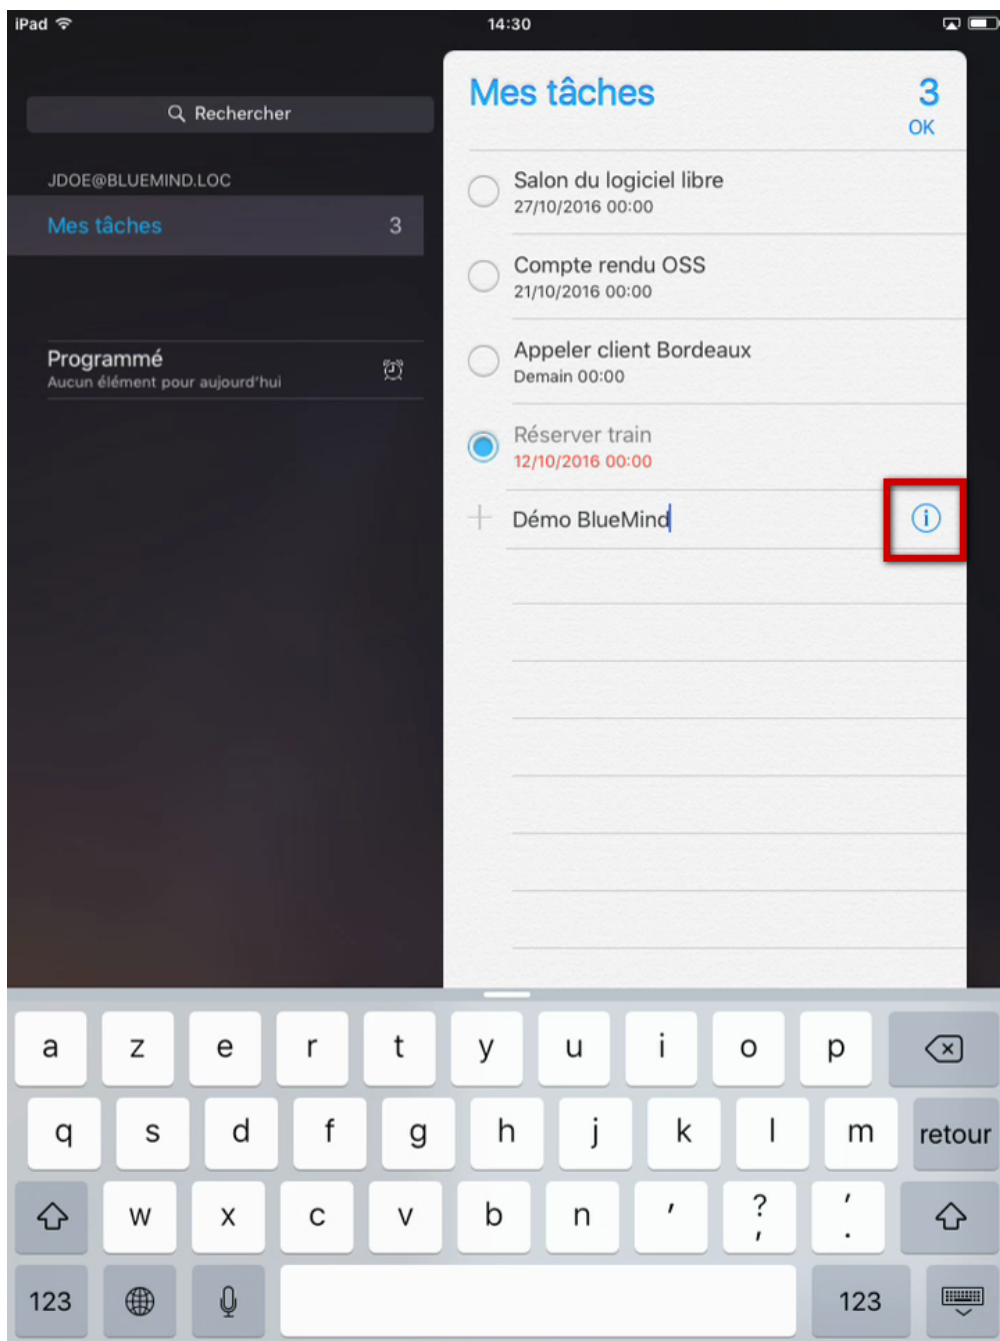 iPad 14:30
Rechercher
JDOE@BLUEMIND.LOC
Mes tâches 3
Programmé
Aucun élément pour aujourd'hui
Mes tâches 3
OK
Salon du logiciel libre
27/10/2016 00:00
Compte rendu OSS
21/10/2016 00:00
Appeler client Bordeaux
Demain 00:00
Réserver train
12/10/2016 00:00
Démo BlueMind
a z e r t y u i o p
q s d f g h j k l m retour
w x c v b n ' ? , ' .
123 123